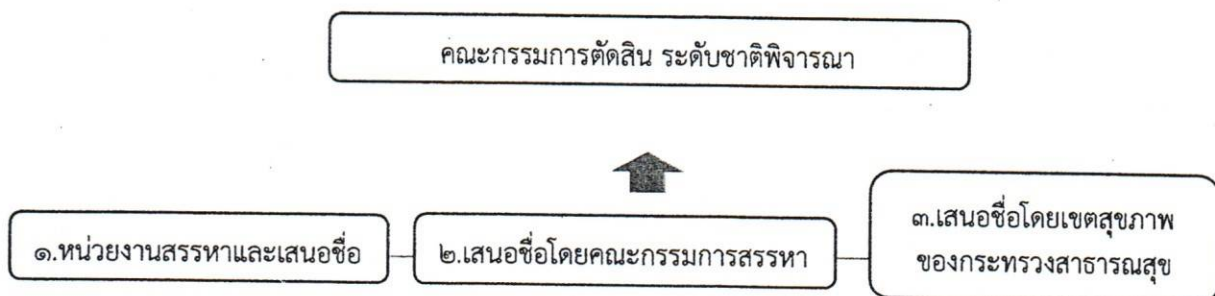 คณะกรรมการตัดสิน ระดับชาติพิจารณา
๑.หน่วยงานสรรหาและเสนอชื่อ
๒.เสนอชื่อโดยคณะกรรมการสรรหา
๓.เสนอชื่อโดยเขตสุขภาพ
ของกระทรวงสาธารณสุข